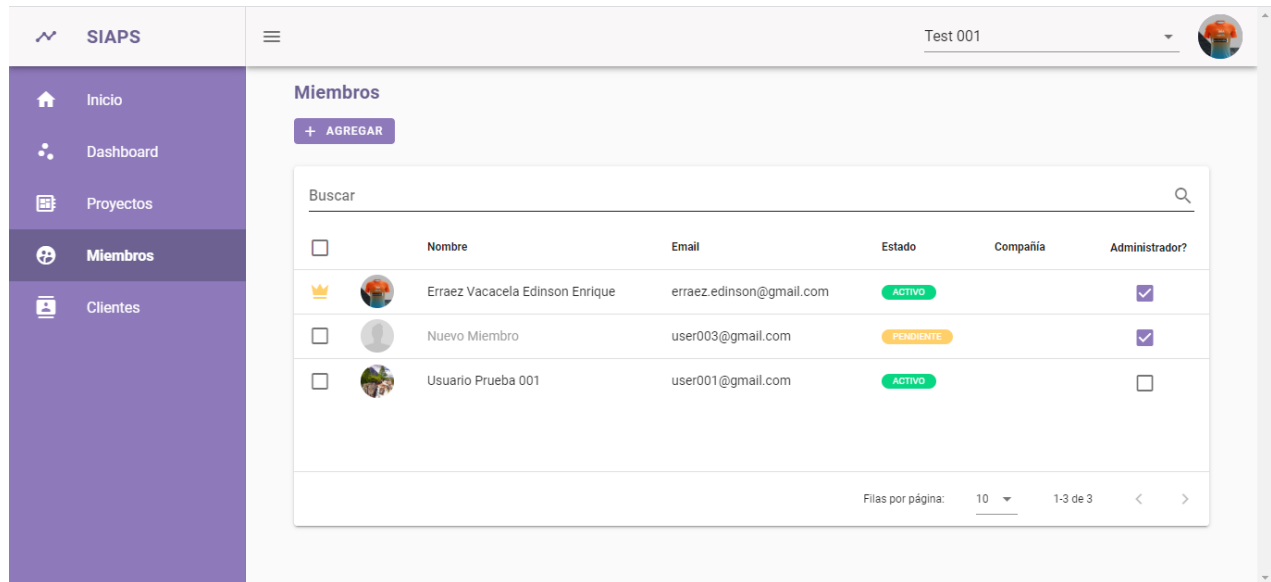 SIAPS
Test 001
Inicio
Dashboard
Proyectos
Miembros
Clientes
Miembros
+ AGREGAR
Buscar
Nombre Email Estado Compañía Administrador?
Erraez Vacacela Edinson Enrique erraez.edinson@gmail.com ACTIVO
Nuevo Miembro user003@gmail.com PENDIENTE
Usuario Prueba 001 user001@gmail.com ACTIVO
Filas por página: 10 1-3 de 3